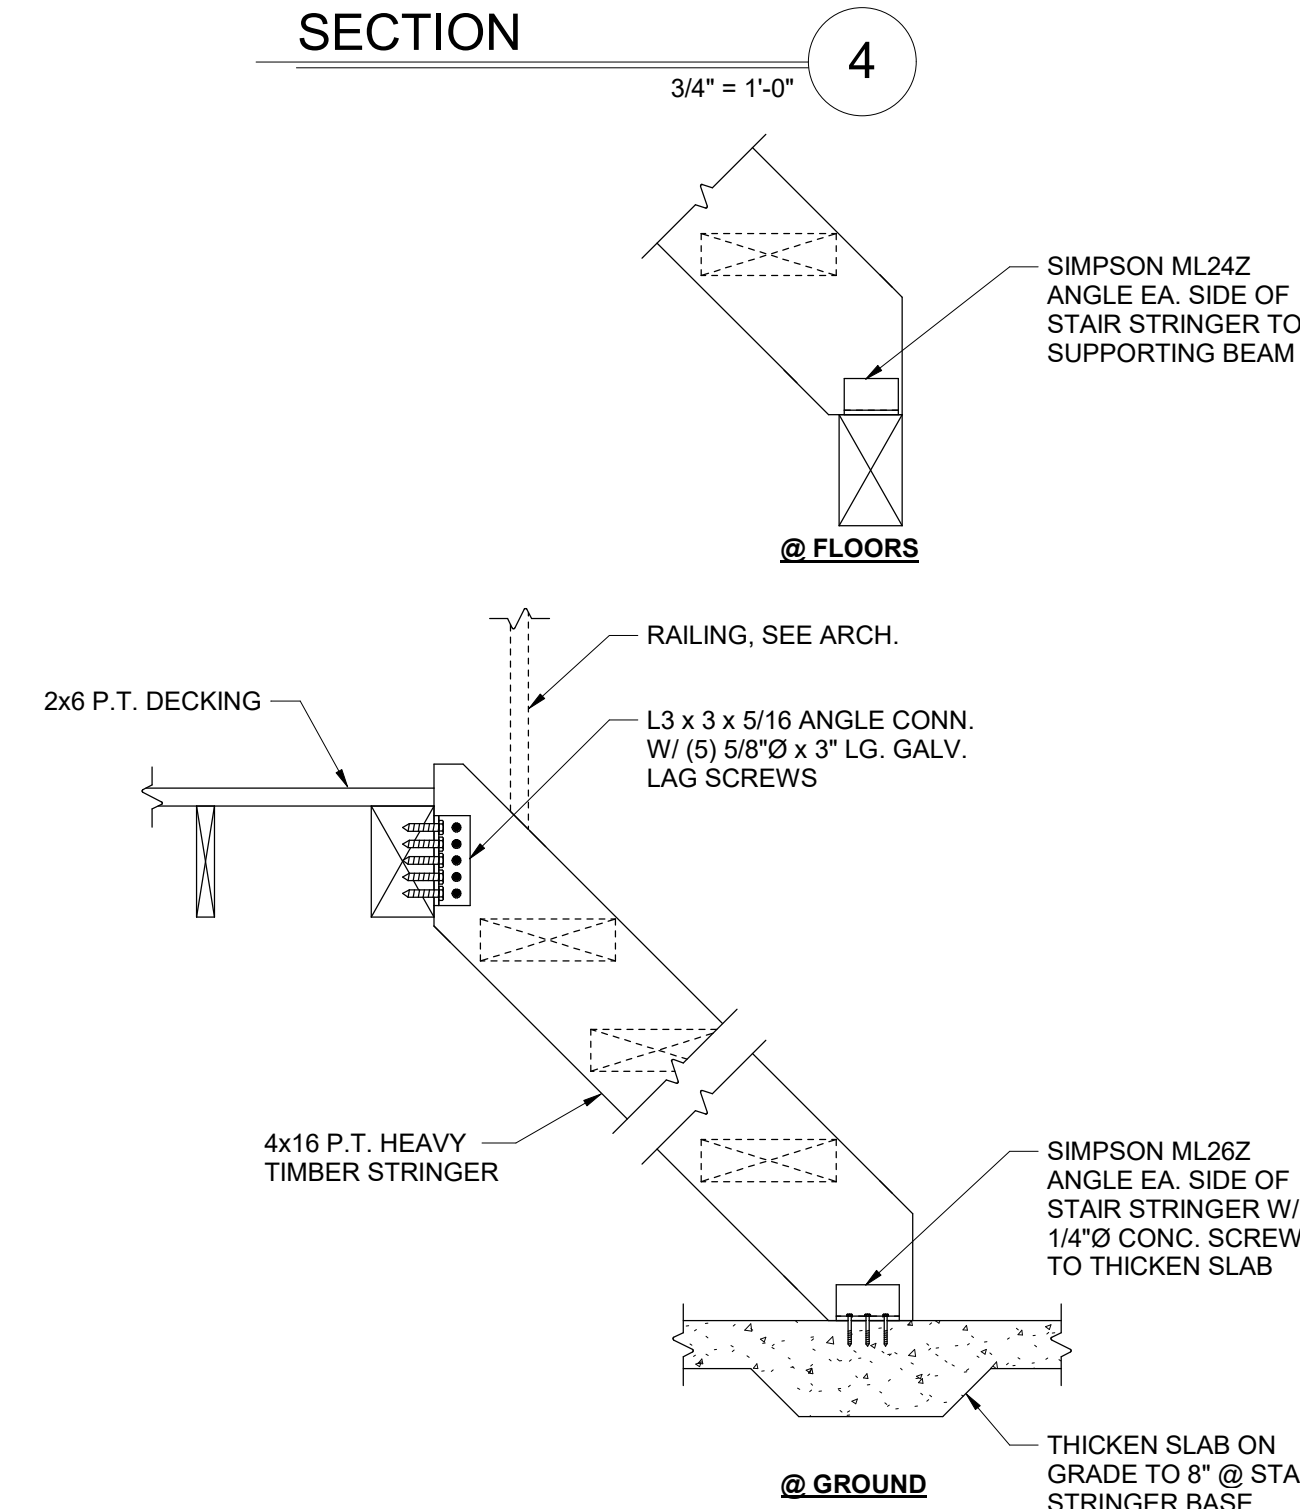 SECTION
4
3/4" = 1'-0"
SIMPSON ML24Z
ANGLE EA. SIDE OF
STAIR STRINGER TO
SUPPORTING BEAM
@ FLOORS
RAILING, SEE ARCH.
2x6 P.T. DECKING
L3 x 3 x 5/16 ANGLE CONN.
W/ (5) 5/8"Ø x 3" LG. GALV.
LAG SCREWS
4x16 P.T. HEAVY
TIMBER STRINGER
SIMPSON ML26Z
ANGLE EA. SIDE OF
STAIR STRINGER W/
1/4"Ø CONC. SCREW
TO THICKEN SLAB
THICKEN SLAB ON
GRADE TO 8" @
STRINGER BASE
@ GROUND